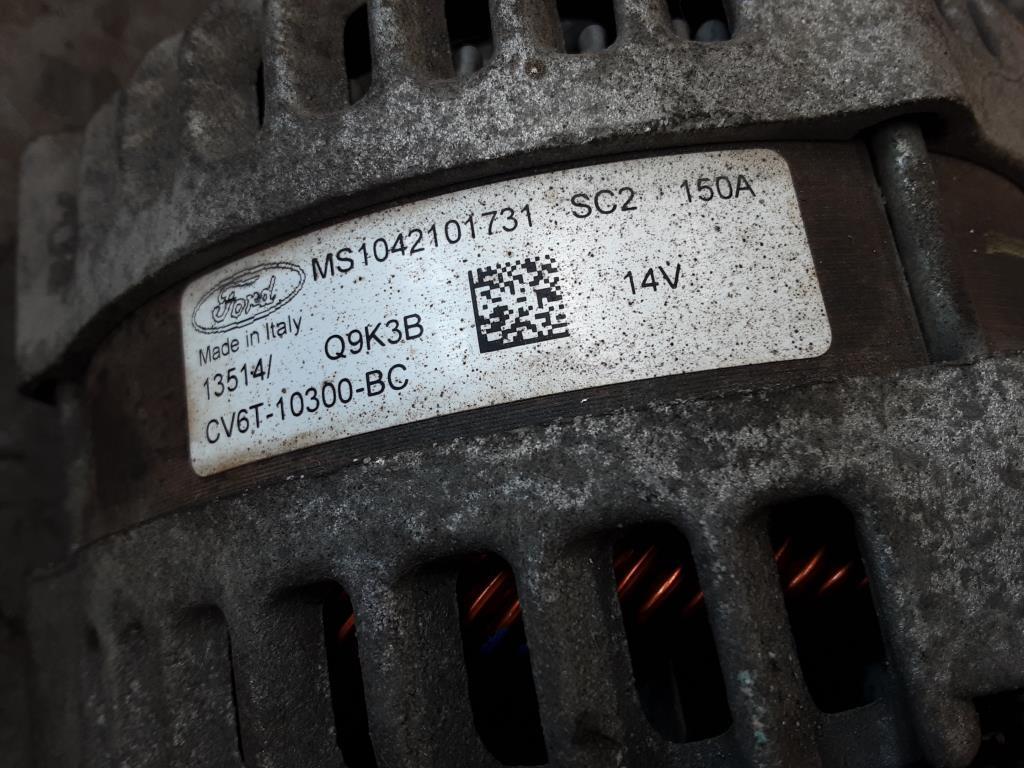 Ford
MS1042101731 SC2 150A
Made in Italy
14V
13514/ Q9K3B
CV6T-10300-BC